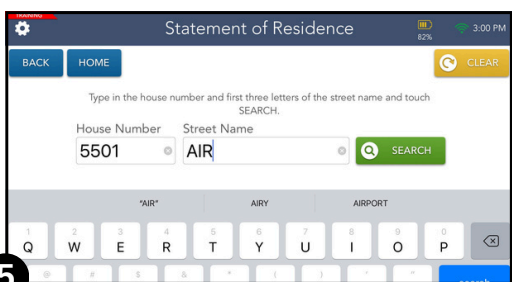 TRAINING
Statement of Residence
82%
3:00 PM
BACK
HOME
CLEAR
Type in the house number and first three letters of the street name and touch
SEARCH.
House Number
Street Name
5501
AIR
SEARCH
"AIR"
AIRY
AIRPORT
1 2 3 4 5 6 7 8 9 0
Q W E R T Y U I O P
@ # $ & * ( ) ' "
5
search